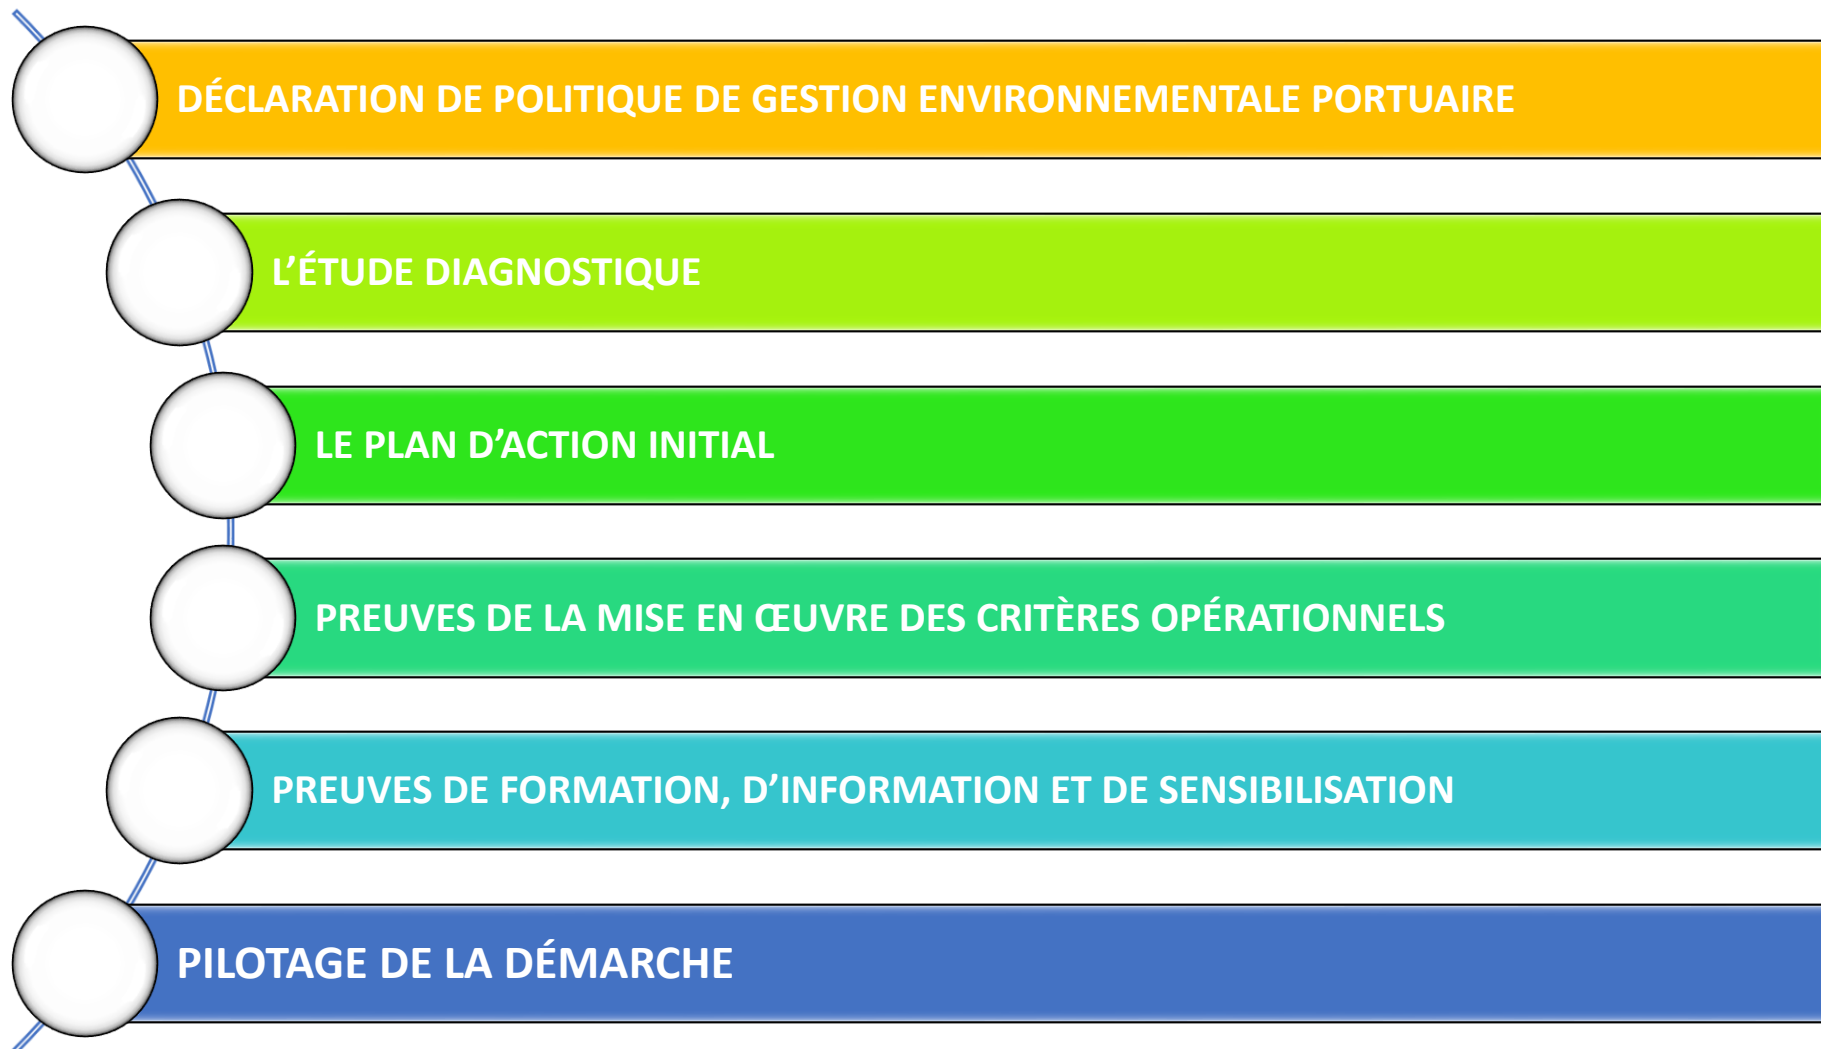 DÉCLARATION DE POLITIQUE DE GESTION ENVIRONNEMENTALE PORTUAIRE
L’ÉTUDE DIAGNOSTIQUE
LE PLAN D’ACTION INITIAL
PREUVES DE LA MISE EN ŒUVRE DES CRITÈRES OPÉRATIONNELS
PREUVES DE FORMATION, D’INFORMATION ET DE SENSIBILISATION
PILOTAGE DE LA DÉMARCHE